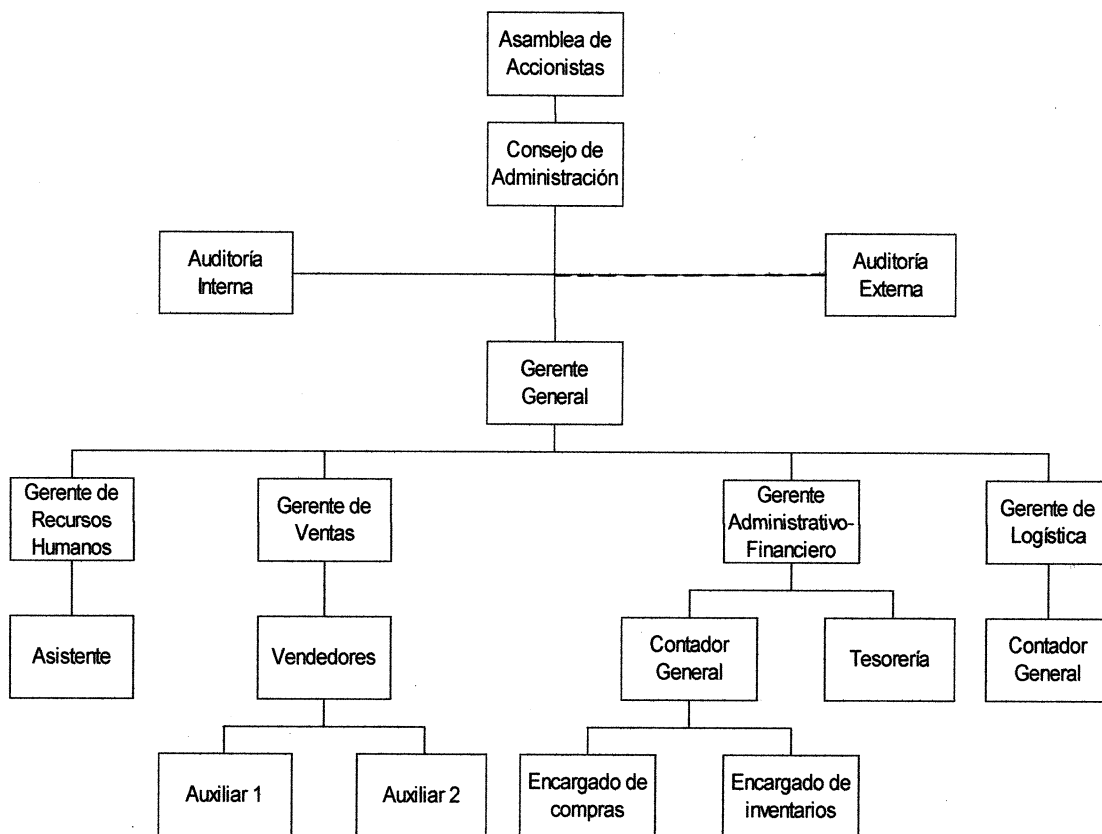 Asamblea de
Accionistas
Consejo de
Administración
Auditoría
Interna
Auditoría
Externa
Gerente
General
Gerente de
Recursos
Humanos
Gerente de
Ventas
Gerente
Administrativo-
Financiero
Gerente de
Logística
Asistente
Vendedores
Contador
General
Tesorería
Contador
General
Auxiliar 1
Auxiliar 2
Encargado de
compras
Encargado de
inventarios